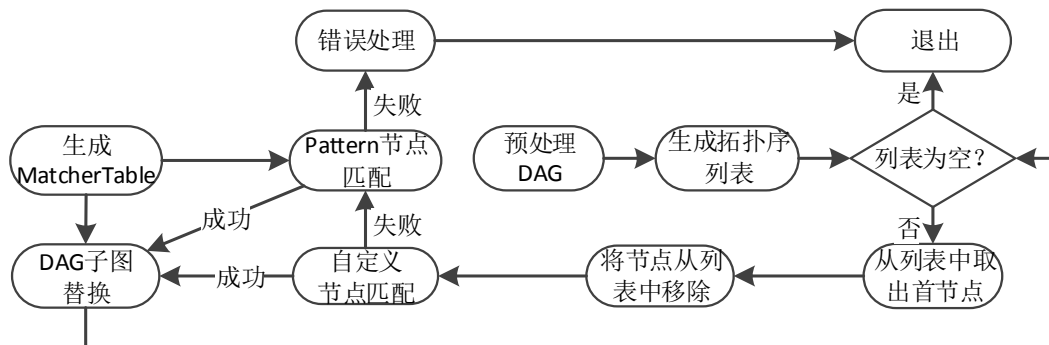 错误处理
退出
失败
是
生成
MatcherTable
Pattern节点
匹配
预处理
DAG
生成拓扑序
列表
列表为空？
成功
失败
否
DAG子图
替换
成功
自定义
节点匹配
将节点从列
表中移除
从列表中取
出首节点